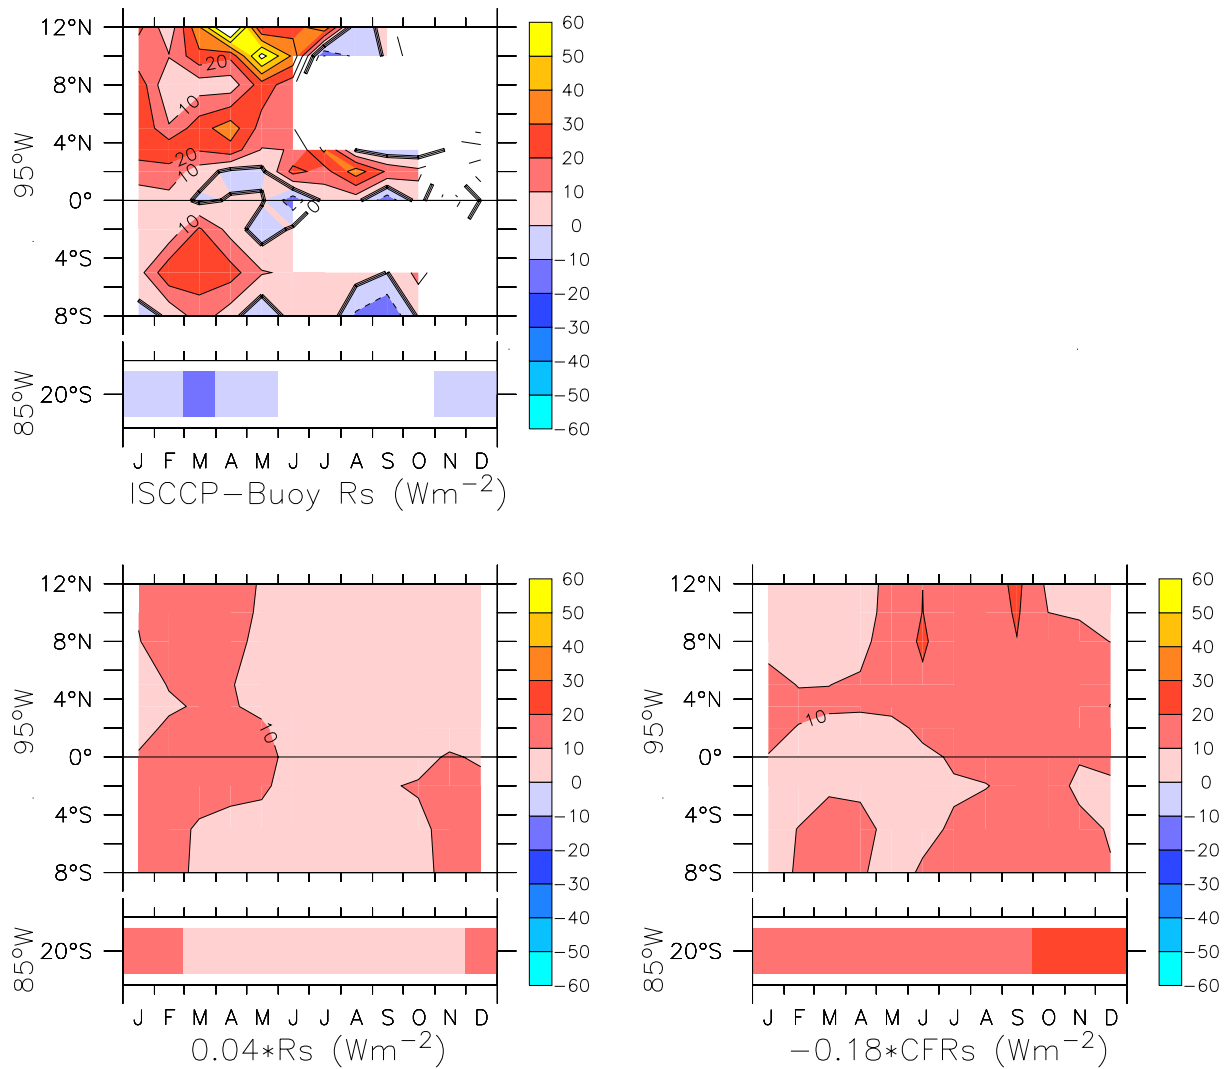 12°N
8°N
4°N
0°
4°S
8°S
95°W
20
10
20
10
10
0
60
50
40
30
20
10
0
−10
−20
−30
−40
−50
−60
20°S
85°W
J F M A M J J A S O N D
ISCCP−Buoy Rs (Wm⁻²)
12°N
8°N
4°N
0°
4°S
8°S
95°W
10
60
50
40
30
20
10
0
−10
−20
−30
−40
−50
−60
20°S
85°W
J F M A M J J A S O N D
0.04*Rs (Wm⁻²)
12°N
8°N
4°N
0°
4°S
8°S
95°W
10
60
50
40
30
20
10
0
−10
−20
−30
−40
−50
−60
20°S
85°W
J F M A M J J A S O N D
−0.18*CFRs (Wm⁻²)